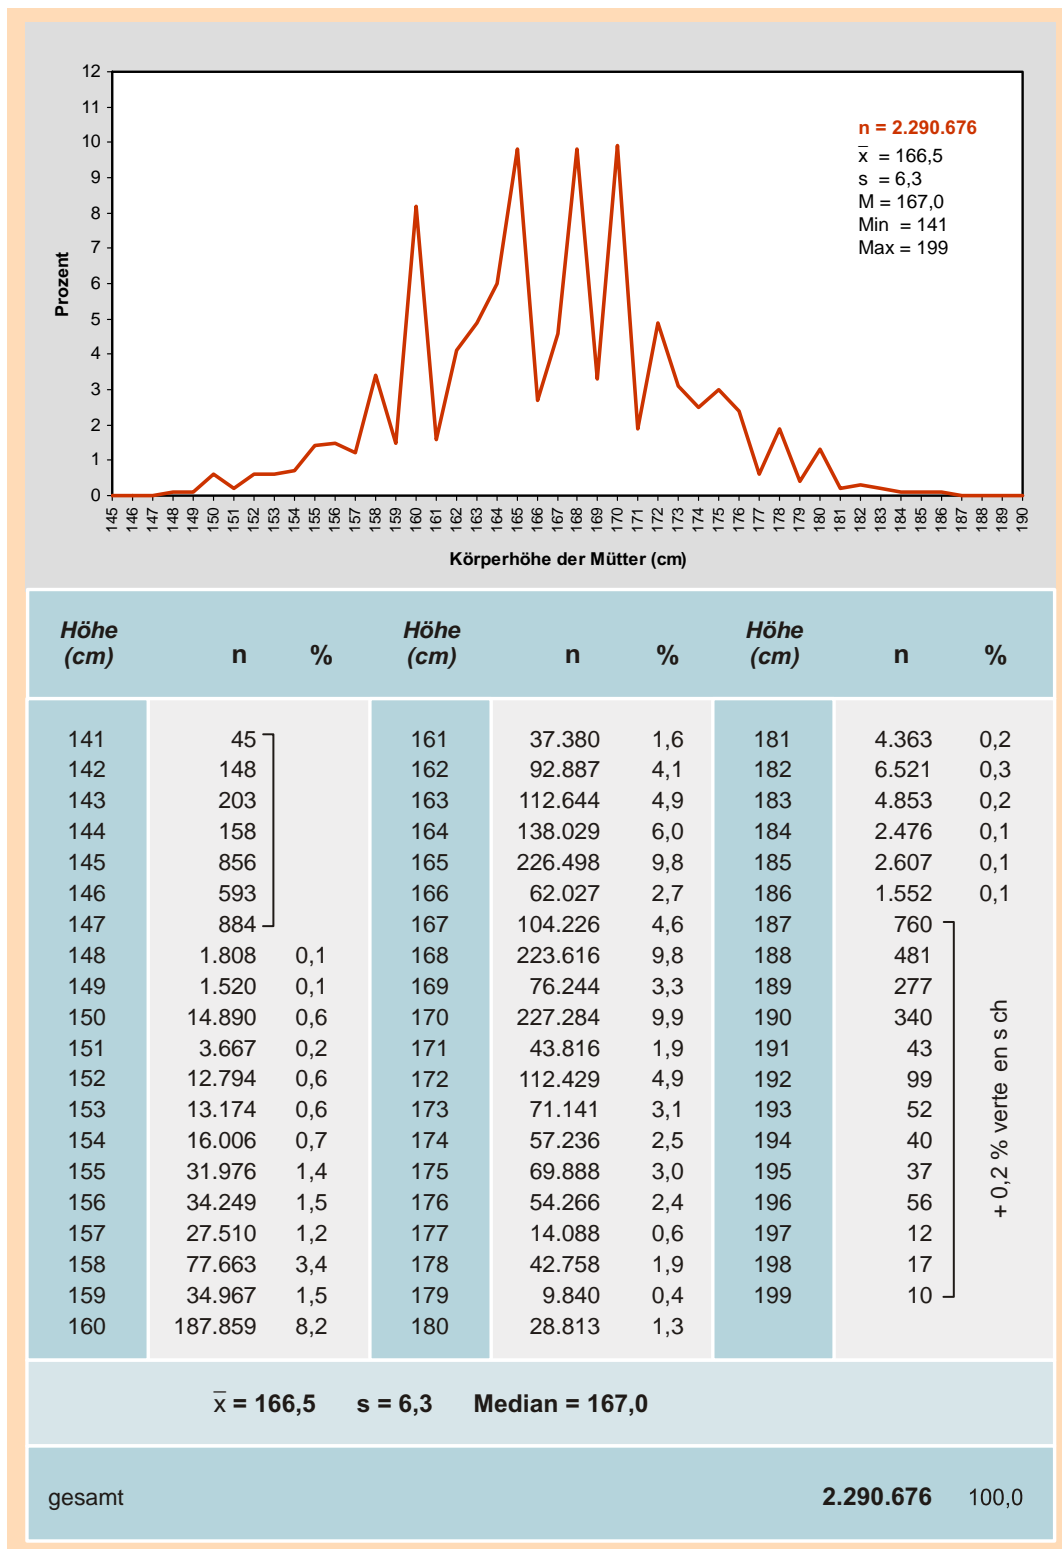 12
11
10
9
8
7
6
5
4
3
2
1
0
Prozent
n = 2.290.676
x̅ = 166,5
s = 6,3
M = 167,0
Min = 141
Max = 199
145 146 147 148 149 150 151 152 153 154 155 156 157 158 159 160 161 162 163 164 165 166 167 168 169 170 171 172 173 174 175 176 177 178 179 180 181 182 183 184 185 186 187 188 189 190
Körperhöhe der Mütter (cm)
Höhe (cm) n % Höhe (cm) n % Höhe (cm) n %
141 45 161 37.380 1,6 181 4.363 0,2
142 148 162 92.887 4,1 182 6.521 0,3
143 203 163 112.644 4,9 183 4.853 0,2
144 158 164 138.029 6,0 184 2.476 0,1
145 856 165 226.498 9,8 185 2.607 0,1
146 593 166 62.027 2,7 186 1.552 0,1
147 884 167 104.226 4,6 187 760
148 1.808 0,1 168 223.616 9,8 188 481
149 1.520 0,1 169 76.244 3,3 189 277
150 14.890 0,6 170 227.284 9,9 190 340
151 3.667 0,2 171 43.816 1,9 191 43
152 12.794 0,6 172 112.429 4,9 192 99
153 13.174 0,6 173 71.141 3,1 193 52
154 16.006 0,7 174 57.236 2,5 194 40
155 31.976 1,4 175 69.888 3,0 195 37
156 34.249 1,5 176 54.266 2,4 196 56
157 27.510 1,2 177 14.088 0,6 197 12
158 77.663 3,4 178 42.758 1,9 198 17
159 34.967 1,5 179 9.840 0,4 199 10
160 187.859 8,2 180 28.813 1,3
+ 0,2 % verte en s ch
x̅ = 166,5 s = 6,3 Median = 167,0
gesamt 2.290.676 100,0